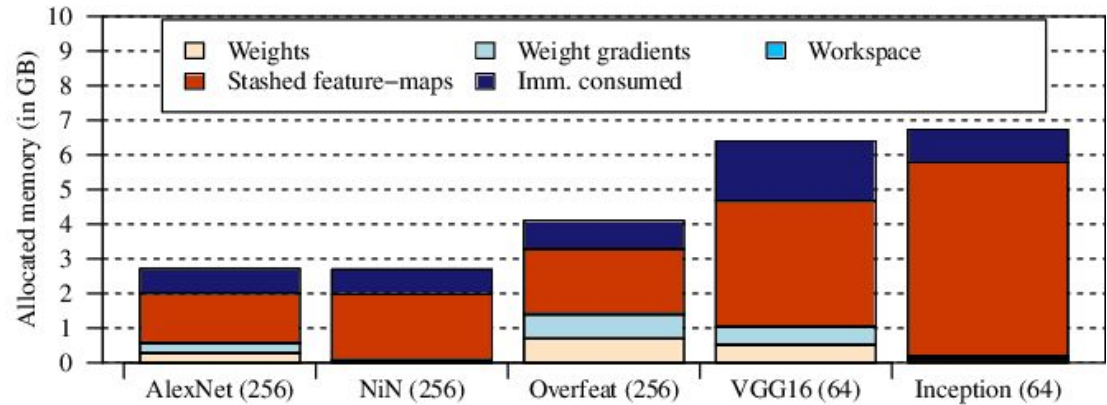 Allocated memory (in GB)
10
9
8
7
6
5
4
3
2
1
0
Weights
Weight gradients
Workspace
Stashed feature-maps
Imm. consumed
AlexNet (256)
NiN (256)
Overfeat (256)
VGG16 (64)
Inception (64)